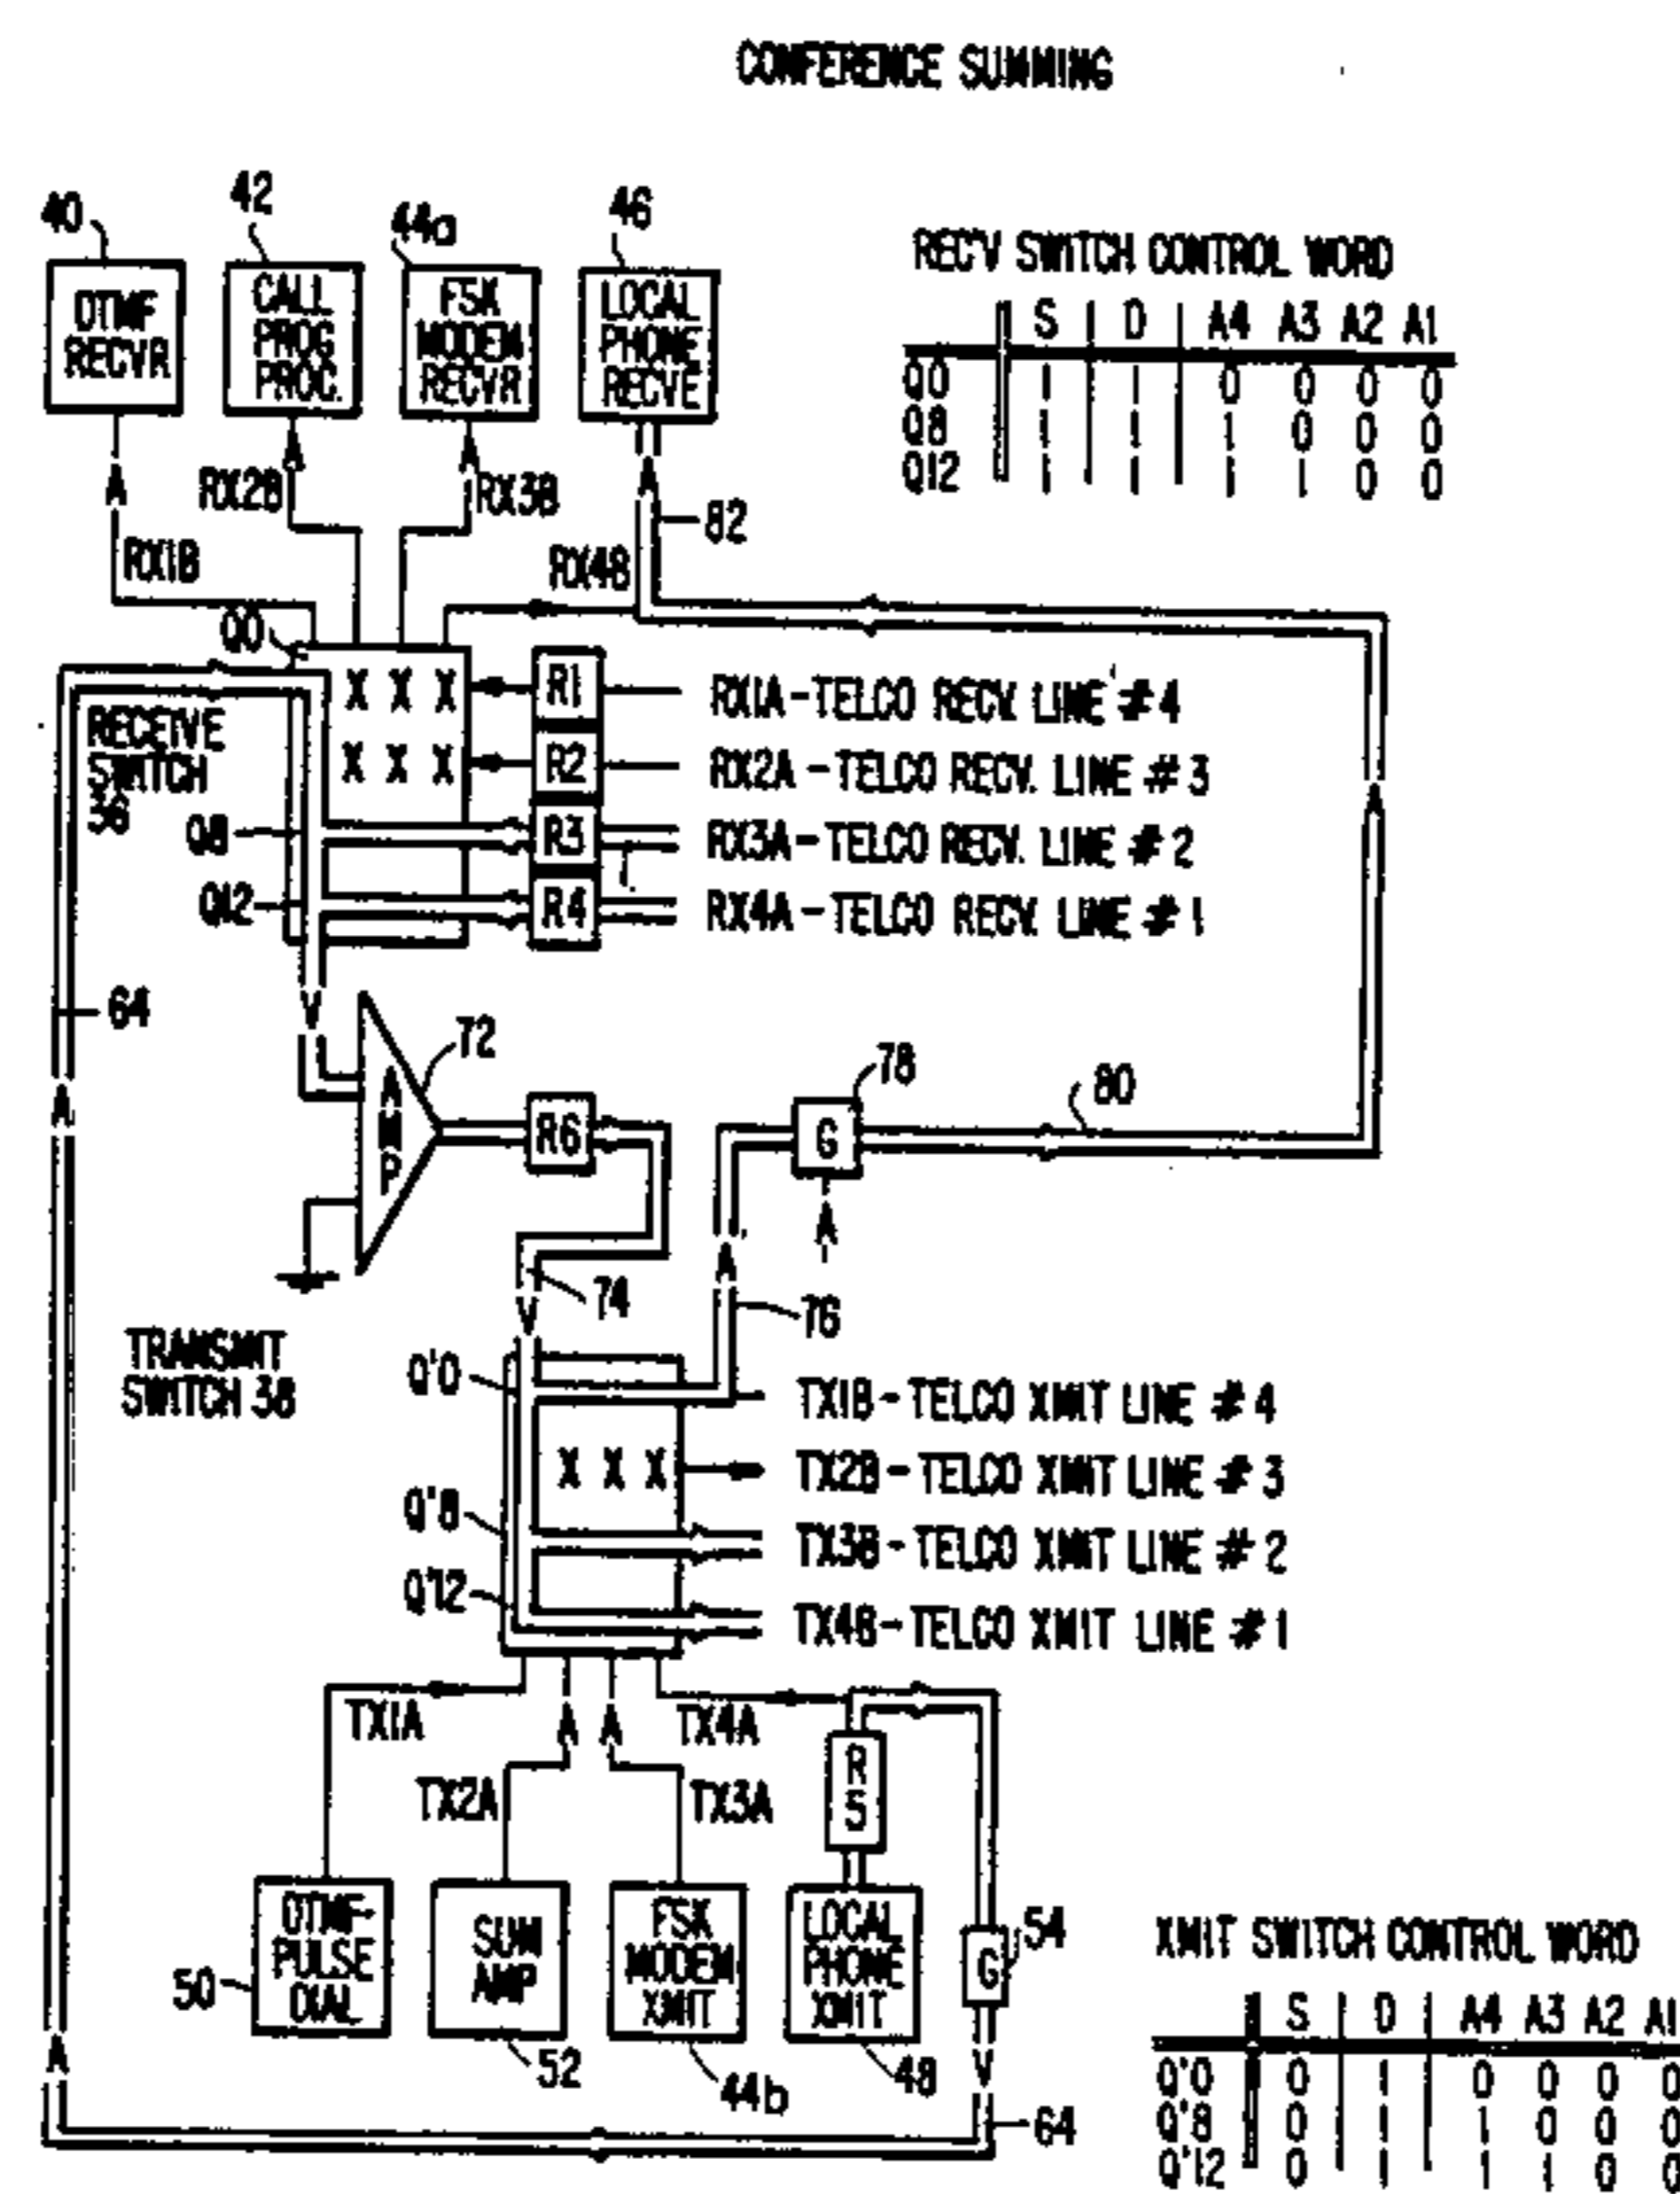 CONFERENCE SUMMING
40
42
44a
46
DTMF
RECVR
CALL
PROG
PROC.
FSK
MODEM
RECVR
LOCAL
PHONE
RECVE
RECV SWITCH CONTROL WORD
S D A4 A3 A2 A1
Q0 1 1 0 0 0 0
Q8 1 1 1 0 0 0
Q12 1 1 1 1 0 0
RX1B
RX2B
RX3B
RX4B
82
Q0
X X X
X X X
RECEIVE
SWITCH
36
Q8
Q12
R1
R2
R3
R4
RX1A - TELCO RECV. LINE #4
RX2A - TELCO RECV. LINE #3
RX3A - TELCO RECV. LINE #2
RX4A - TELCO RECV. LINE #1
64
AMP
72
R6
78
G
80
74
76
TRANSMIT
SWITCH 38
Q'0
Q'8
Q'12
X X X
TX1B - TELCO XMIT LINE #4
TX2B - TELCO XMIT LINE #3
TX3B - TELCO XMIT LINE #2
TX4B - TELCO XMIT LINE #1
TX1A
TX2A
TX3A
TX4A
R5
DTMF-
PULSE
DIAL
50
SUM
AMP
52
FSK
MODEM
XMIT
44b
LOCAL
PHONE
XMIT
48
G
54
64
XMIT SWITCH CONTROL WORD
S D A4 A3 A2 A1
Q'0 0 1 0 0 0 0
Q'8 0 1 1 0 0 0
Q'12 0 1 1 1 0 0